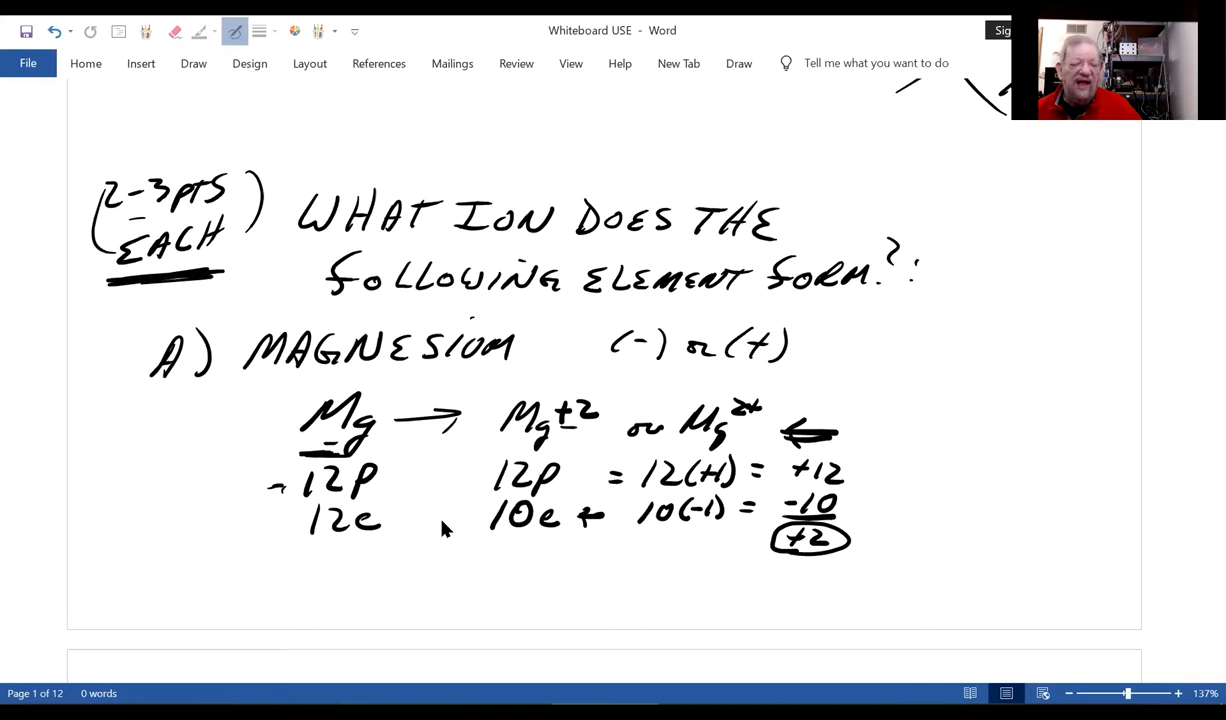 Whiteboard USE - Word
Sig
File Home Insert Draw Design Layout References Mailings Review View Help New Tab Draw Tell me what you want to do
(2-3pts EACH)
WHAT ION DOES THE
FOLLOWING ELEMENT FORM?:
A) MAGNESIUM (-) or (+)
Mg → Mg+2 or Mg2+ ←
-12p 12p = 12(+1) = +12
12e 10e ← 10(-1) = -10
+2
Page 1 of 12 0 words 137%